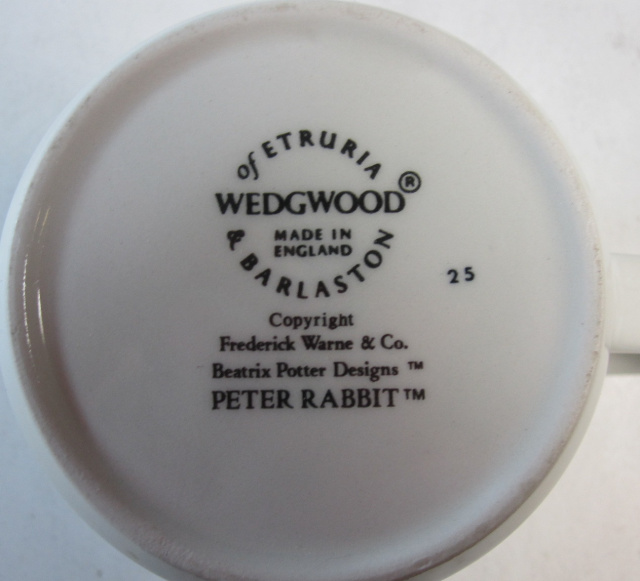 of ETRURIA
WEDGWOOD®
MADE IN
ENGLAND
& BARLASTON
25
Copyright
Frederick Warne & Co.
Beatrix Potter Designs ™
PETER RABBIT™